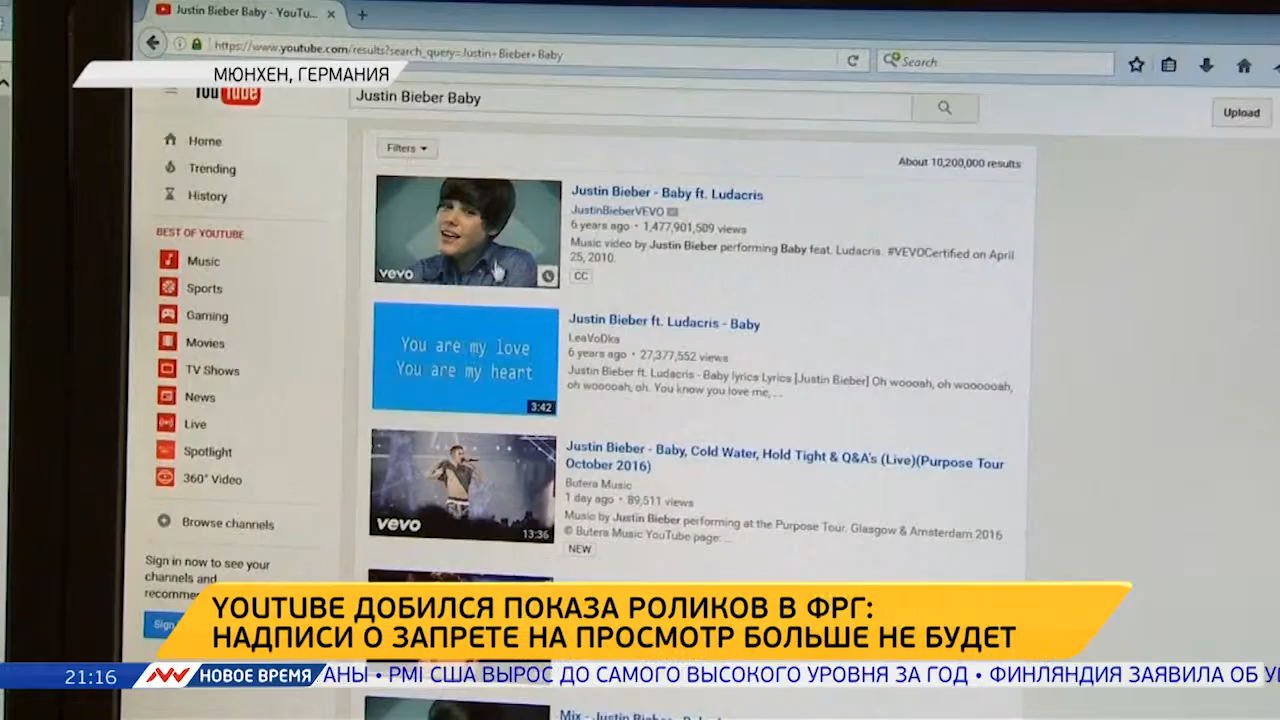 Justin Bieber Baby - YouTu...
https://www.youtube.com/results?search_query=Justin+Bieber+Baby
Search
МЮНХЕН, ГЕРМАНИЯ
YouTube
Justin Bieber Baby
Upload
Home
Trending
History
BEST OF YOUTUBE
Music
Sports
Gaming
Movies
TV Shows
News
Live
Spotlight
360° Video
Browse channels
Sign in now to see your
channels and
recomme
Sign
Filters
About 10,200,000 results
vevo
Justin Bieber - Baby ft. Ludacris
JustinBieberVEVO
6 years ago • 1,477,901,509 views
Music video by Justin Bieber performing Baby feat. Ludacris. #VEVOCertified on April
25, 2010.
CC
You are my love
You are my heart
3:42
Justin Bieber ft. Ludacris - Baby
LeaVoDka
6 years ago • 27,377,552 views
Justin Bieber ft. Ludacris - Baby lyrics Lyrics [Justin Bieber] Oh woooah, oh woooooah,
oh wooooah, oh. You know you love me, ...
vevo
13:36
Justin Bieber - Baby, Cold Water, Hold Tight & Q&A's (Live)(Purpose Tour
October 2016)
Butera Music
1 day ago • 89,511 views
Music by Justin Bieber performing at the Purpose Tour. Glasgow & Amsterdam 2016
© Butera Music YouTube page: ...
NEW
YOUTUBE ДОБИЛСЯ ПОКАЗА РОЛИКОВ В ФРГ:
НАДПИСИ О ЗАПРЕТЕ НА ПРОСМОТР БОЛЬШЕ НЕ БУДЕТ
21:16
НОВОЕ ВРЕМЯ
АНЫ • PMI США ВЫРОС ДО САМОГО ВЫСОКОГО УРОВНЯ ЗА ГОД • ФИНЛЯНДИЯ ЗАЯВИЛА ОБ У
Mix - Justin Bieber - Baby ft. Ludacris